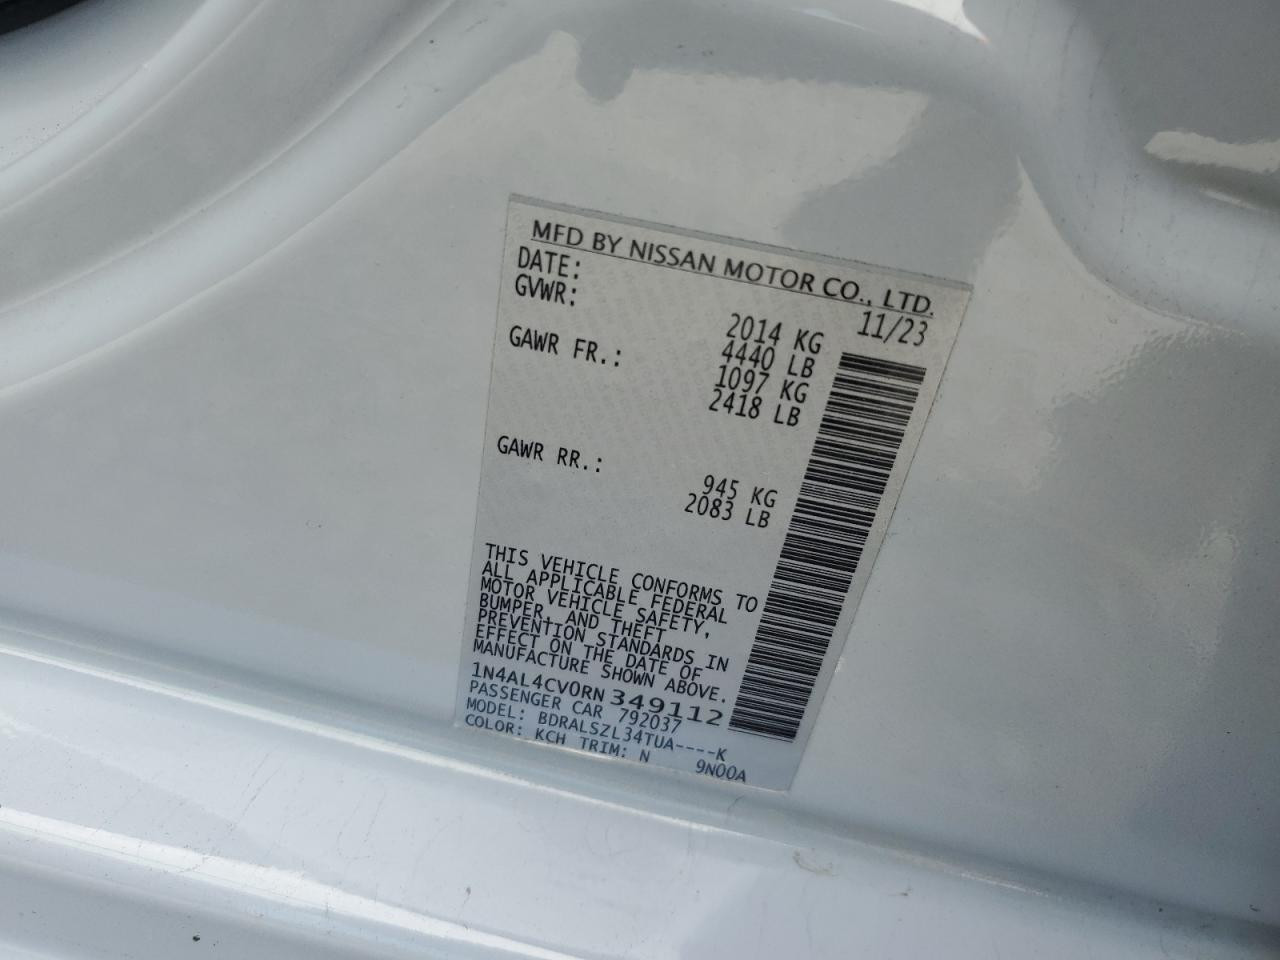 MFD BY NISSAN MOTOR CO., LTD.
DATE: 11/23
GVWR: 2014 KG
4440 LB
GAWR FR.: 1097 KG
2418 LB
GAWR RR.: 945 KG
2083 LB
THIS VEHICLE CONFORMS TO
ALL APPLICABLE FEDERAL
MOTOR VEHICLE SAFETY,
BUMPER, AND THEFT
PREVENTION STANDARDS IN
EFFECT ON THE DATE OF
MANUFACTURE SHOWN ABOVE.
1N4AL4CV0RN349112
PASSENGER CAR 792037
MODEL: BDRALSZL34TUA----K
COLOR: KCH TRIM: N 9N00A